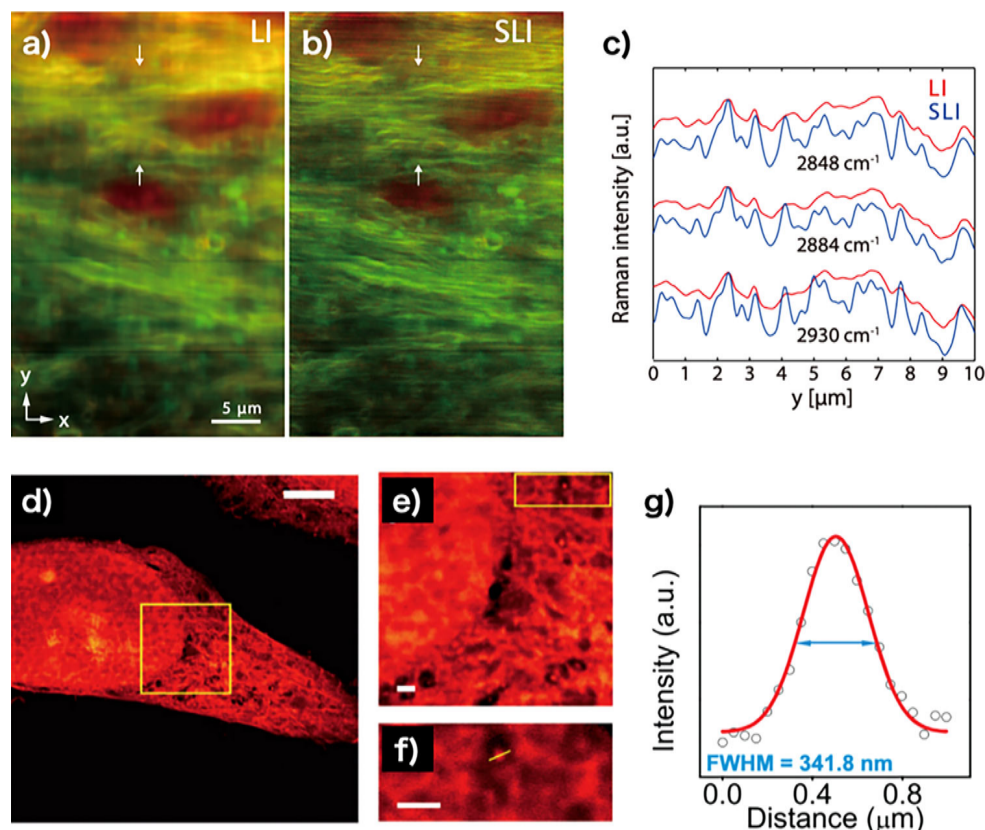 a)
LI
b)
SLI
y
x
5 μm
c)
Raman intensity [a.u.]
LI
SLI
2848 cm⁻¹
2884 cm⁻¹
2930 cm⁻¹
0 1 2 3 4 5 6 7 8 9 10
y [μm]
d)
e)
f)
g)
Intensity (a.u.)
FWHM = 341.8 nm
0.0 0.4 0.8
Distance (μm)